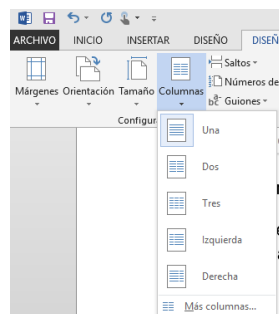 ARCHIVO INICIO INSERTAR DISEÑO DISEÑ
Saltos
Números de
Márgenes Orientación Tamaño Columnas
Guiones
Configur
Una
Dos
Tres
Izquierda
Derecha
Más columnas...